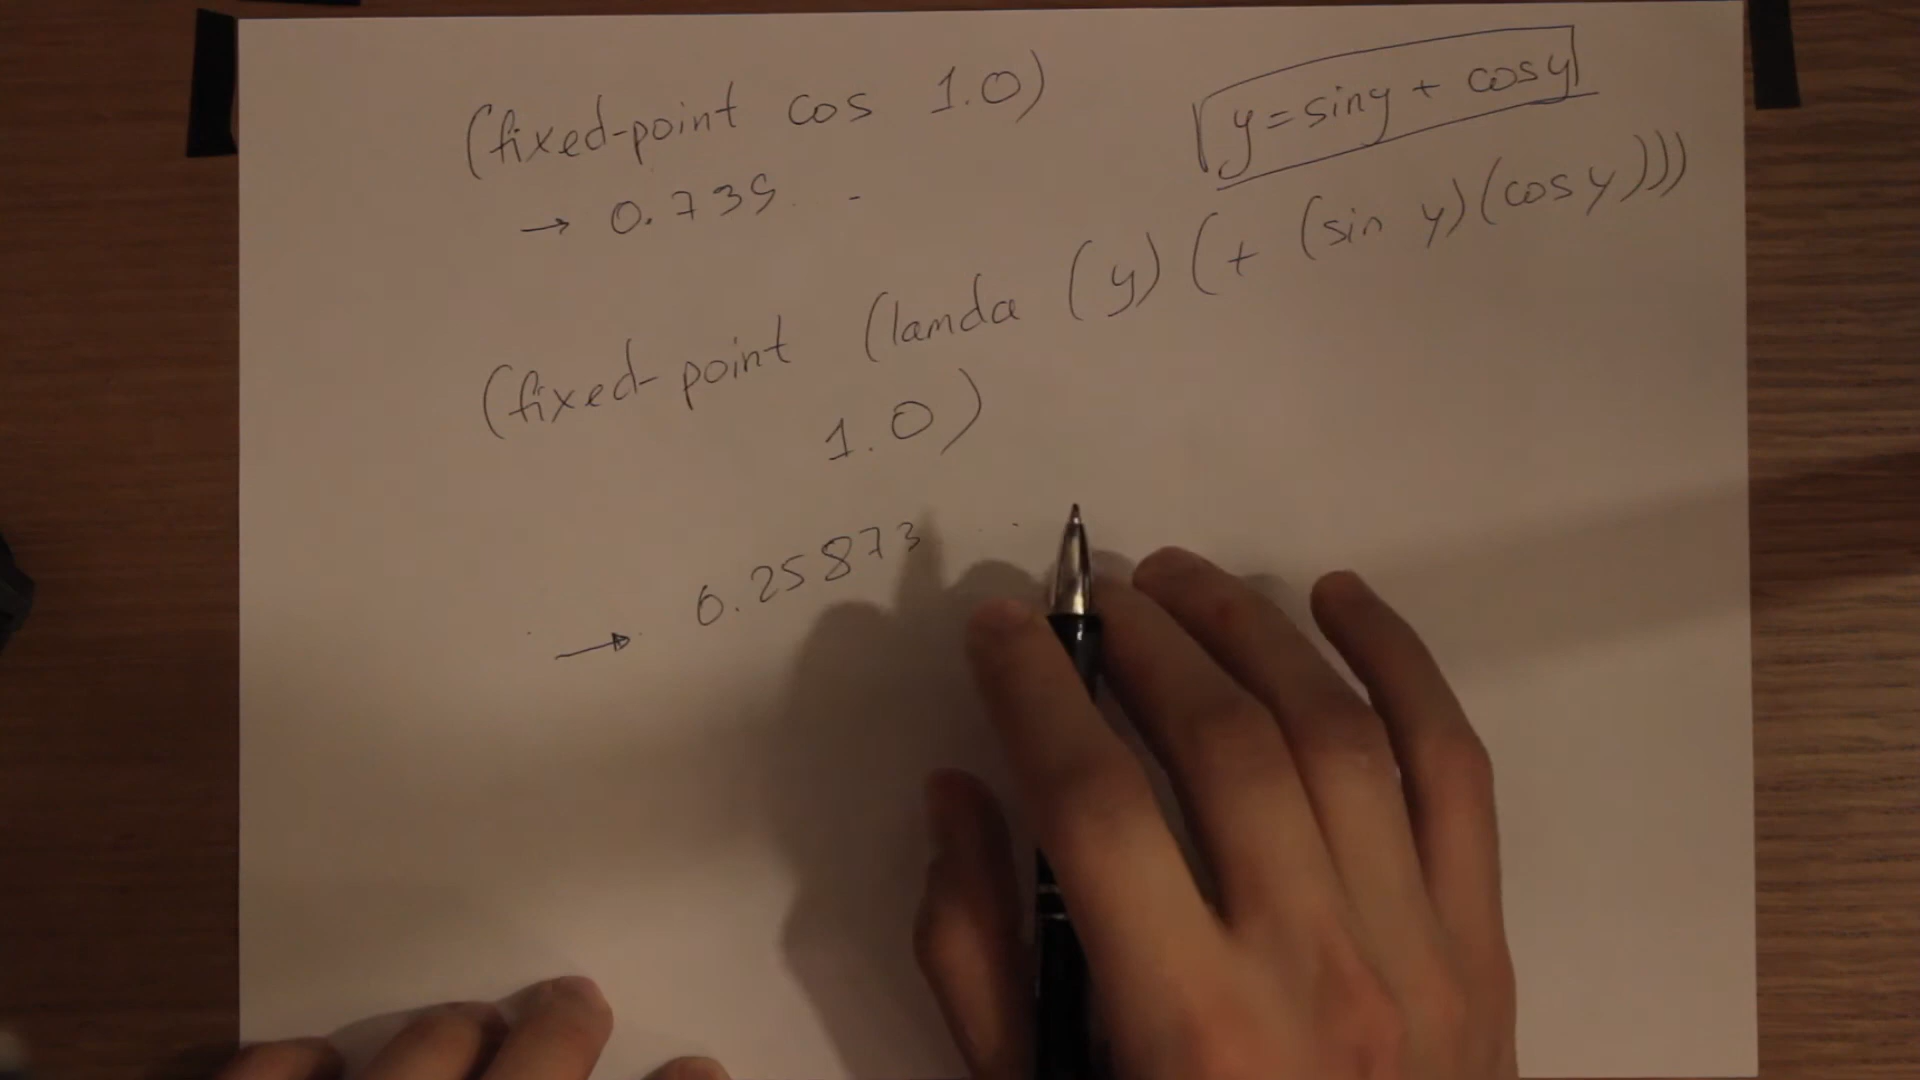 (fixed-point cos 1.0)
→ 0.739 ..
y = sin y + cos y
(fixed-point (lamda (y) (+ (sin y) (cos y)))
1.0)
→ 0.25873 ...